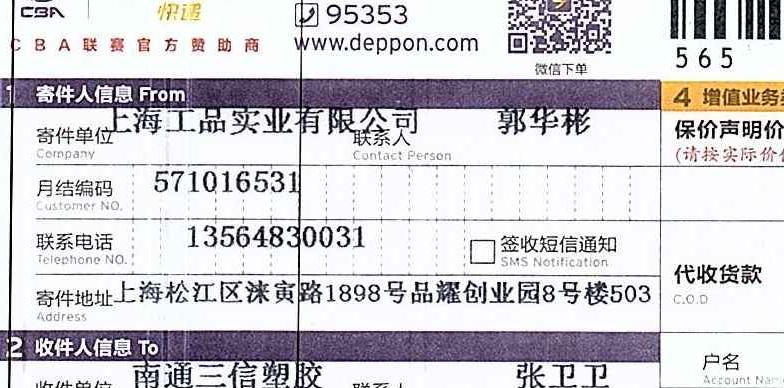 CBA 快递 95353
CBA联赛官方赞助商 www.deppon.com
微信下单
565
1 寄件人信息 From
4 增值业务
寄件单位 上海工品实业有限公司 联系人 郭华彬
Company Contact Person
保价声明价
(请按实际价
月结编码 571016531
Customer NO.
联系电话 13564830031 签收短信通知
Telephone NO. SMS Notification
代收货款
C.O.D
寄件地址 上海松江区涞寅路1898号品耀创业园8号楼503
Address
2 收件人信息 To
户名
Account Name
收件单位 南通三信塑胶 联系人 张卫卫